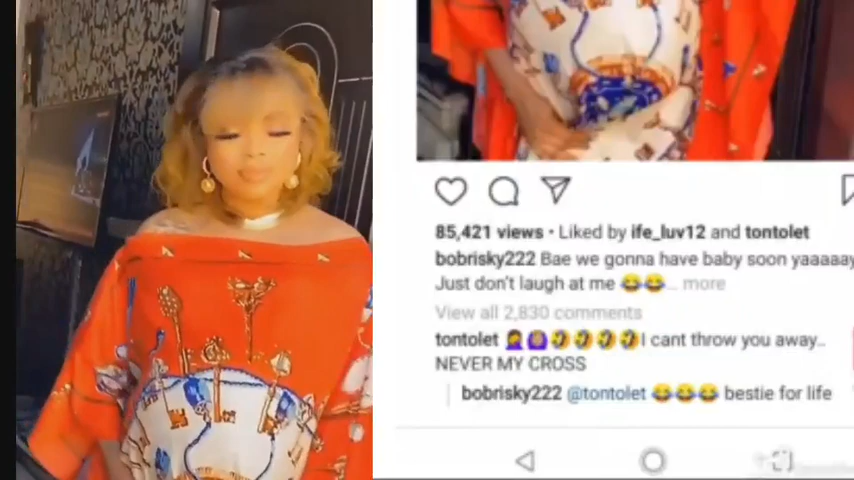 85,421 views • Liked by ife_luv12 and tontolet
bobrisky222 Bae we gonna have baby soon yaaaaay
Just don't laugh at me 😂😂... more
View all 2,830 comments
tontolet 🤦‍♀️🙆‍♀️🤣🤣🤣🤣I cant throw you away..
NEVER MY CROSS
bobrisky222 @tontolet 😂😂😂 bestie for life